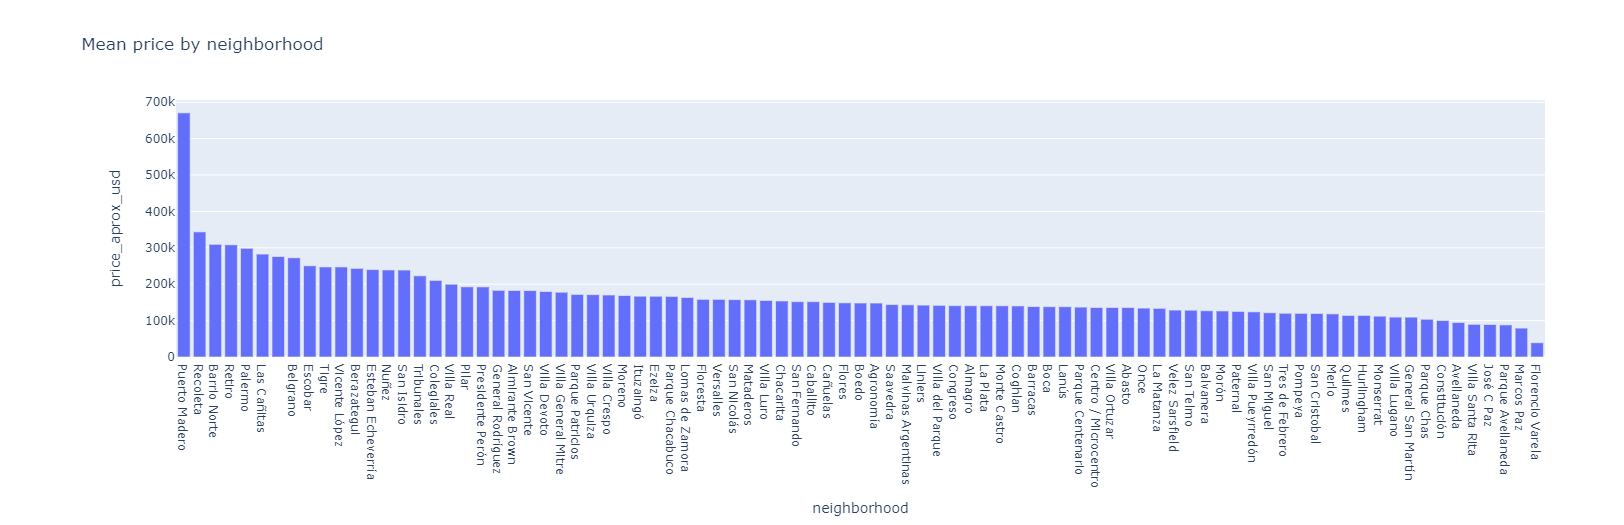 Mean price by neighborhood
700k
600k
500k
400k
300k
200k
100k
0
price_aprox_usd
Puerto Madero
Recoleta
Barrio Norte
Retiro
Palermo
Las Cañitas
Belgrano
Escobar
Tigre
Vicente López
Berazategui
Esteban Echeverría
Nuñez
San Isidro
Tribunales
Colegiales
Villa Real
Pilar
Presidente Perón
General Rodríguez
Almirante Brown
San Vicente
Villa Devoto
Villa General Mitre
Parque Patricios
Villa Urquiza
Villa Crespo
Moreno
Ituzaingó
Ezeiza
Parque Chacabuco
Lomas de Zamora
Floresta
Versalles
San Nicolás
Mataderos
Villa Luro
Chacarita
San Fernando
Caballito
Cañuelas
Flores
Boedo
Agronomía
Saavedra
Malvinas Argentinas
Liniers
Villa del Parque
Congreso
Almagro
La Plata
Monte Castro
Coghlan
Barracas
Boca
Lanús
Parque Centenario
Centro / Microcentro
Villa Ortuzar
Abasto
Once
La Matanza
Velez Sarsfield
San Telmo
Balvanera
Morón
Paternal
Villa Pueyrredón
San Miguel
Tres de Febrero
Pompeya
San Cristobal
Merlo
Quilmes
Hurlingham
Monserrat
Villa Lugano
General San Martín
Parque Chas
Constitución
Avellaneda
Villa Santa Rita
José C Paz
Parque Avellaneda
Marcos Paz
Florencio Varela
neighborhood